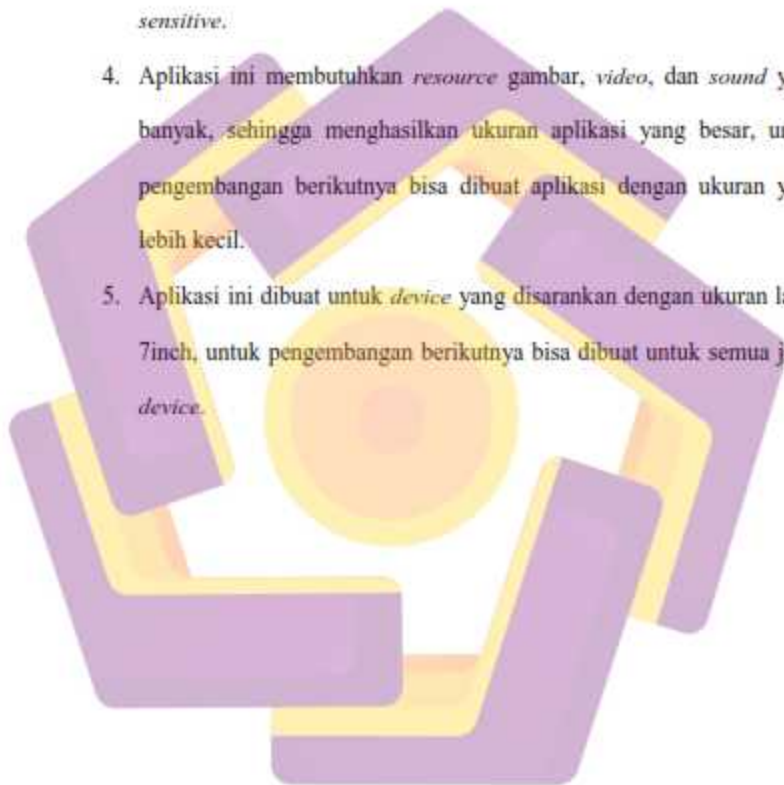 sensitive.
4. Aplikasi ini membutuhkan resource gambar, video, dan sound y
banyak, sehingga menghasilkan ukuran aplikasi yang besar, u
pengembangan berikutnya bisa dibuat aplikasi dengan ukuran y
lebih kecil.
5. Aplikasi ini dibuat untuk device yang disarankan dengan ukuran la
7inch, untuk pengembangan berikutnya bisa dibuat untuk semua j
device.